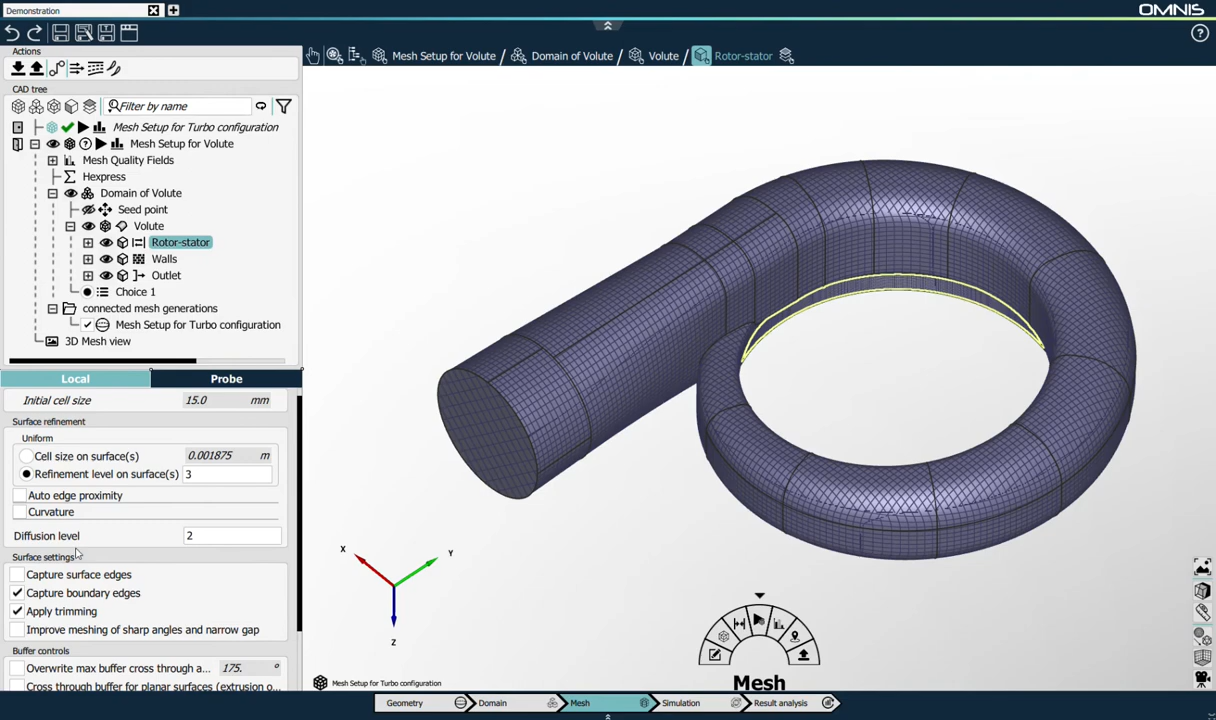 Demonstration
OMNIS
Actions
CAD tree
Filter by name
Mesh Setup for Turbo configuration
Mesh Setup for Volute
Mesh Quality Fields
Hexpress
Domain of Volute
Seed point
Volute
Rotor-stator
Walls
Outlet
Choice 1
connected mesh generations
Mesh Setup for Turbo configuration
3D Mesh view
Local Probe
Initial cell size 15.0 mm
Surface refinement
Uniform
Cell size on surface(s) 0.001875 m
Refinement level on surface(s) 3
Auto edge proximity
Curvature
Diffusion level 2
Surface settings
Capture surface edges
Capture boundary edges
Apply trimming
Improve meshing of sharp angles and narrow gap
Buffer controls
Overwrite max buffer cross through a... 175. °
Cross through buffer for planar surfaces (extrusion o...
Mesh Setup for Volute / Domain of Volute / Volute / Rotor-stator
X Y
Z
Mesh
Mesh Setup for Turbo configuration
Geometry Domain Mesh Simulation Result analysis